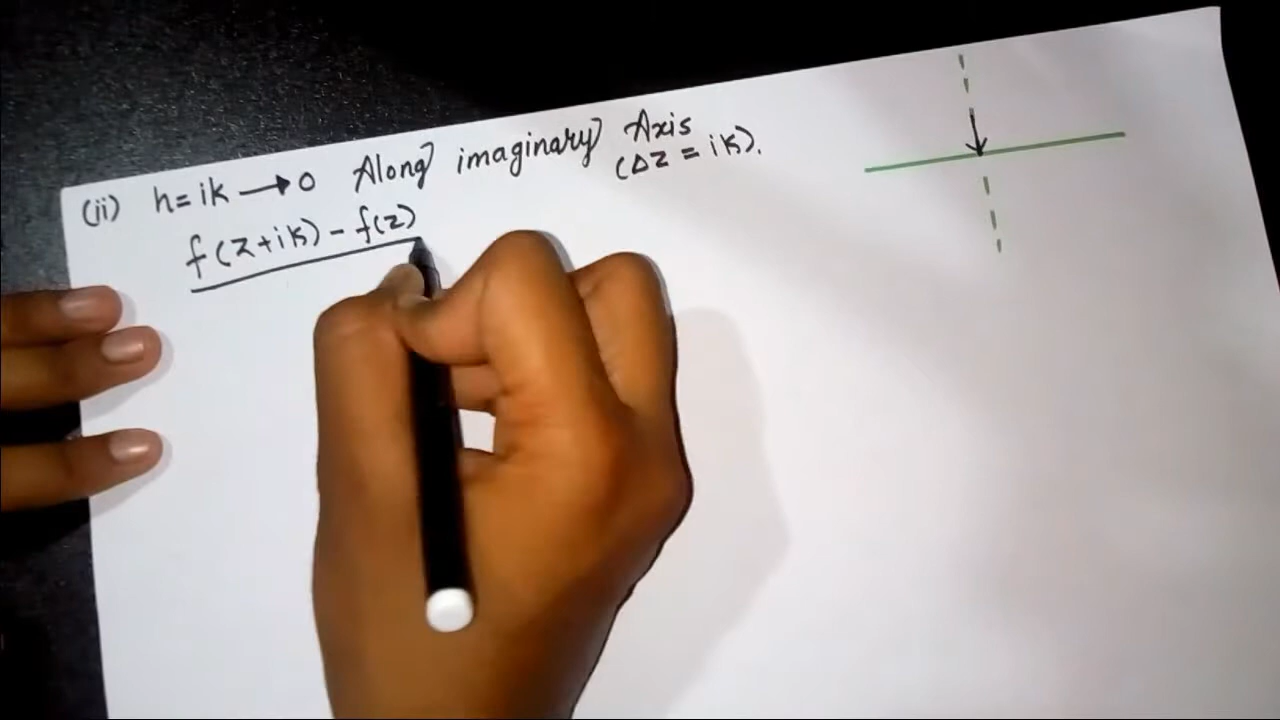 (ii) h = ik → 0 Along imaginary Axis
(Δz = ik).
f(z+ik) - f(z)